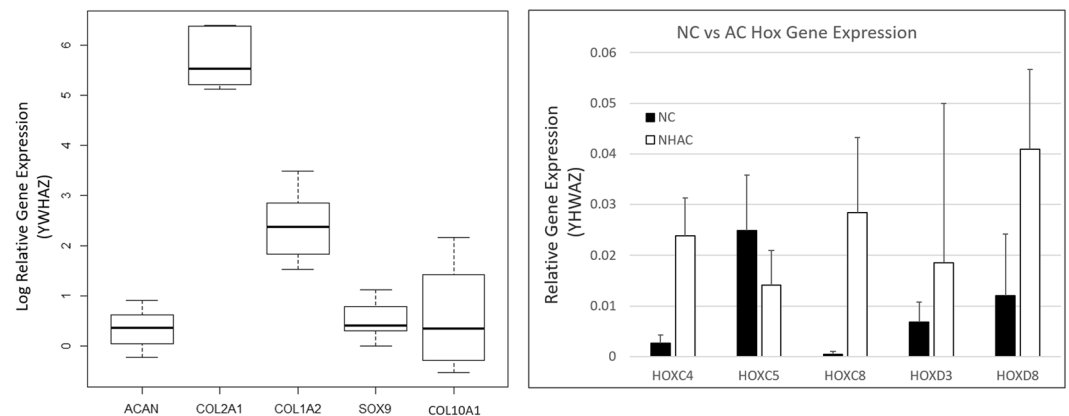 Log Relative Gene Expression
(YWHAZ)
6
5
4
3
2
1
0
ACAN
COL2A1
COL1A2
SOX9
COL10A1
NC vs AC Hox Gene Expression
Relative Gene Expression
(YHWAZ)
0.06
0.05
0.04
0.03
0.02
0.01
0
NC
NHAC
HOXC4
HOXC5
HOXC8
HOXD3
HOXD8